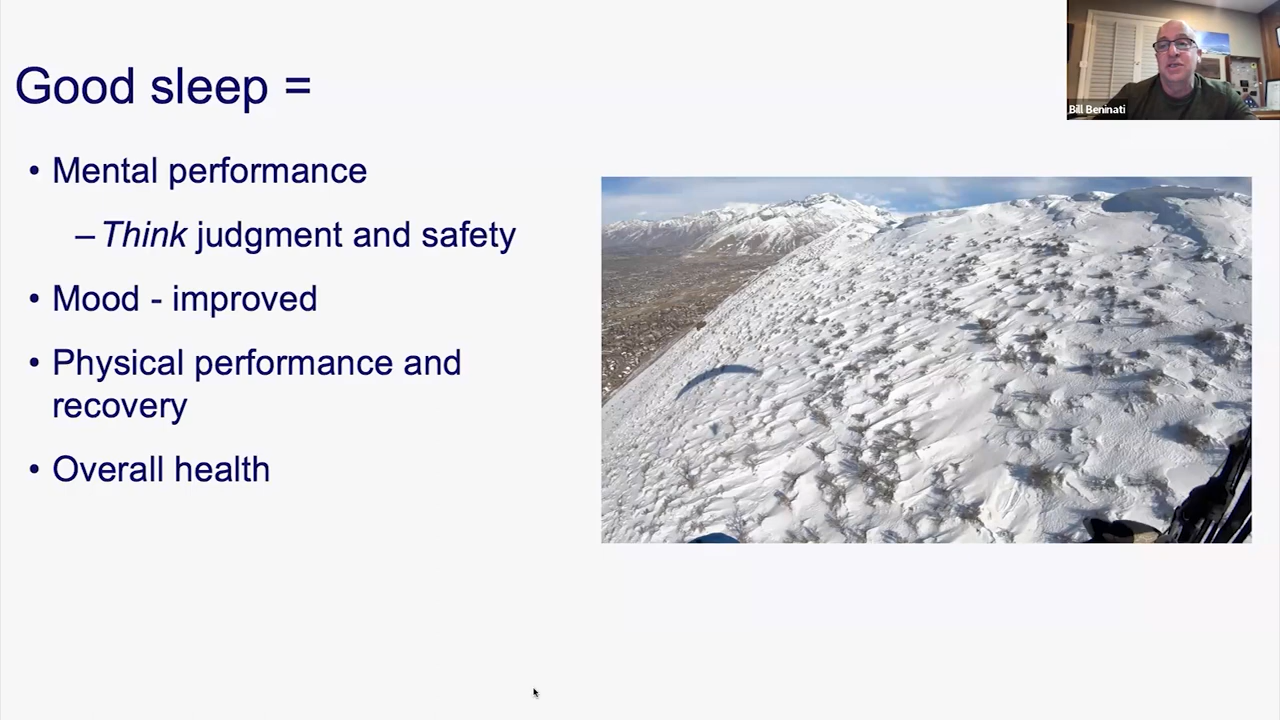 Good sleep =
• Mental performance
– Think judgment and safety
• Mood - improved
• Physical performance and
recovery
• Overall health
Bill Beninati